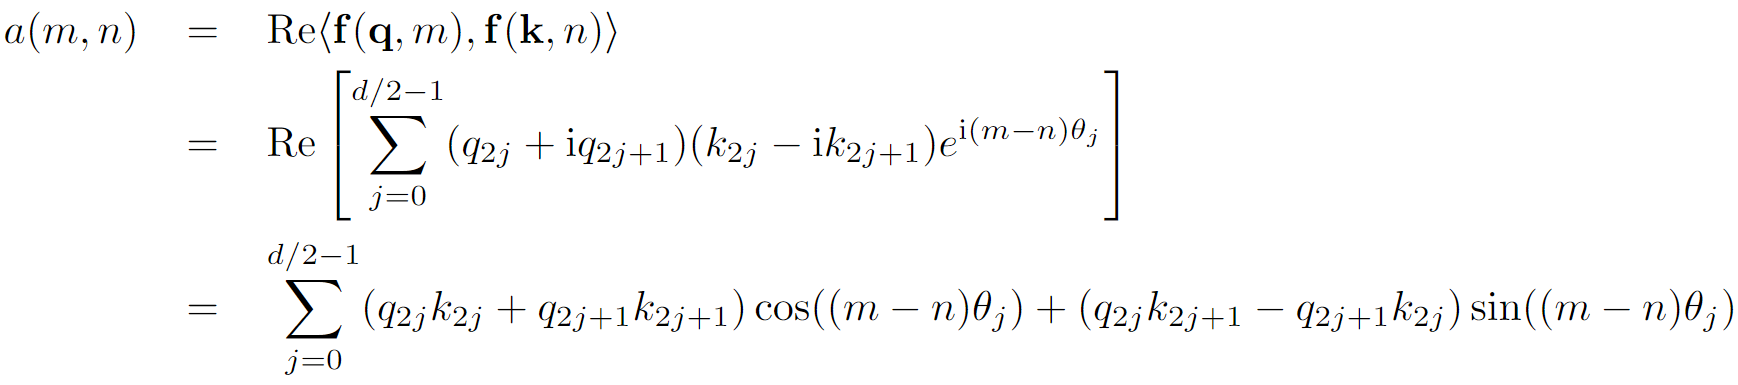 a(m, n) = Re⟨f(q, m), f(k, n)⟩
= Re [ ∑_{j=0}^{d/2−1} (q_{2j} + iq_{2j+1})(k_{2j} − ik_{2j+1})e^{i(m−n)θ_j} ]
= ∑_{j=0}^{d/2−1} (q_{2j}k_{2j} + q_{2j+1}k_{2j+1}) cos((m − n)θ_j) + (q_{2j}k_{2j+1} − q_{2j+1}k_{2j}) sin((m − n)θ_j)